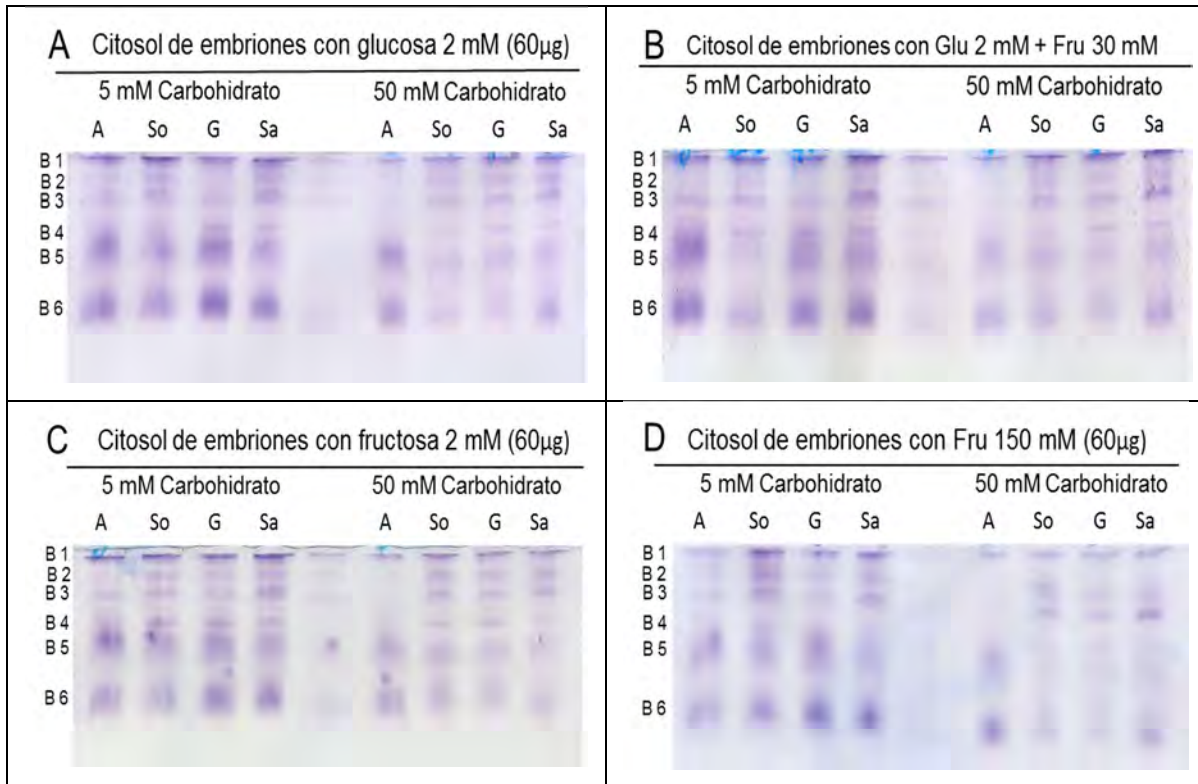 A Citosol de embriones con glucosa 2 mM (60µg)
5 mM Carbohidrato 50 mM Carbohidrato
A So G Sa A So G Sa
B 1
B 2
B 3
B 4
B 5
B 6
B Citosol de embriones con Glu 2 mM + Fru 30 mM
5 mM Carbohidrato 50 mM Carbohidrato
A So G Sa A So G Sa
B 1
B 2
B 3
B 4
B 5
B 6
C Citosol de embriones con fructosa 2 mM (60µg)
5 mM Carbohidrato 50 mM Carbohidrato
A So G Sa A So G Sa
B 1
B 2
B 3
B 4
B 5
B 6
D Citosol de embriones con Fru 150 mM (60µg)
5 mM Carbohidrato 50 mM Carbohidrato
A So G Sa A So G Sa
B 1
B 2
B 3
B 4
B 5
B 6